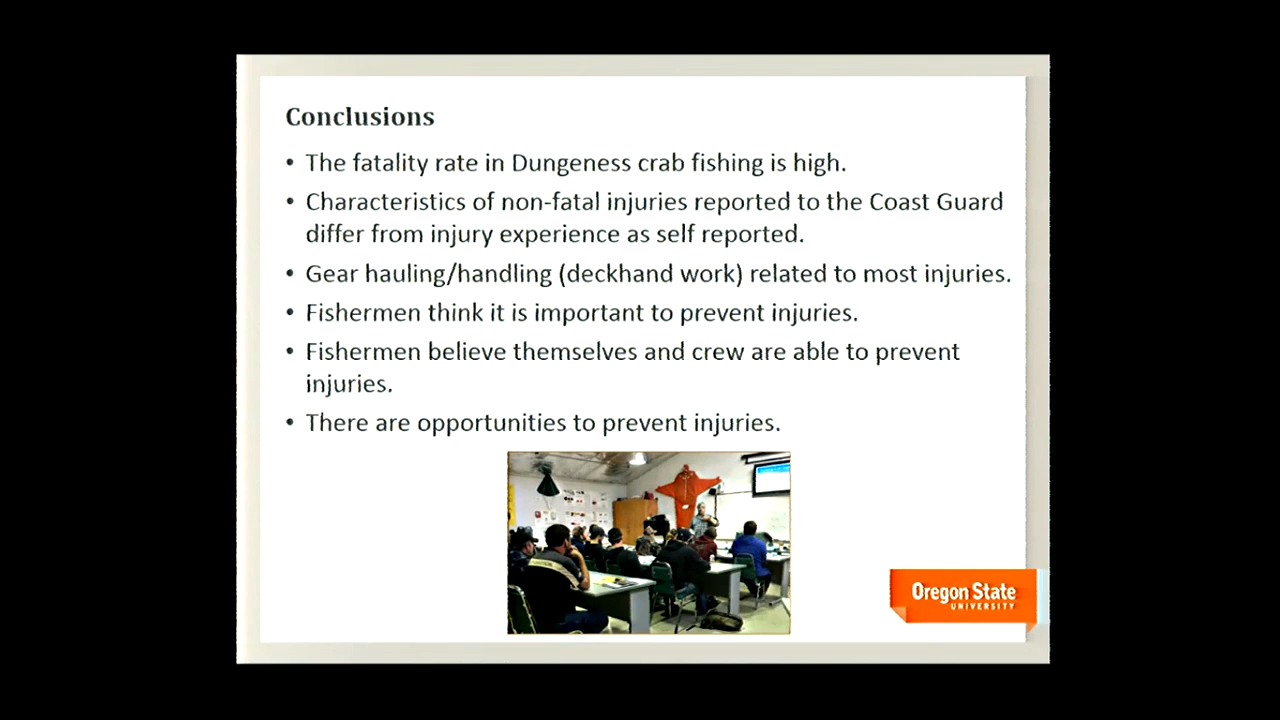 Conclusions
• The fatality rate in Dungeness crab fishing is high.
• Characteristics of non-fatal injuries reported to the Coast Guard
differ from injury experience as self reported.
• Gear hauling/handling (deckhand work) related to most injuries.
• Fishermen think it is important to prevent injuries.
• Fishermen believe themselves and crew are able to prevent
injuries.
• There are opportunities to prevent injuries.
Oregon State
UNIVERSITY